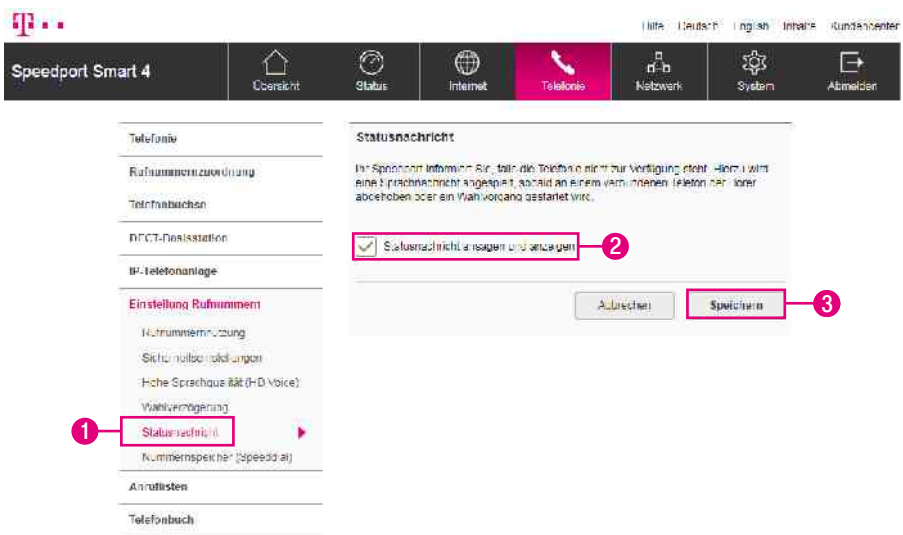 T
Hilfe Deutsch English Inhalte Kundencenter
Speedport Smart 4
Übersicht
Status
Internet
Telefonie
Netzwerk
System
Abmelden
Telefonie
Rufnummernzuordnung
Telefonbuchse
DECT-Basisstation
IP-Telefonanlage
Einstellung Rufnummern
Rufnummernnutzung
Sicherheitseinstellungen
Hohe Sprachqualität (HD Voice)
Wahlverzögerung
1
Statusnachricht
Nummernspeicher (Speeddial)
Anruflisten
Telefonbuch
Statusnachricht
Ihr Speedport informiert Sie, falls die Telefonie nicht zur Verfügung steht. Hierzu wird
eine Sprachnachricht angespielt, sobald an einem verbundenen Telefon der Hörer
abgehoben oder ein Wahlvorgang gestartet wird.
Statusnachricht ansagen und anzeigen
2
Abbrechen
Speichern
3